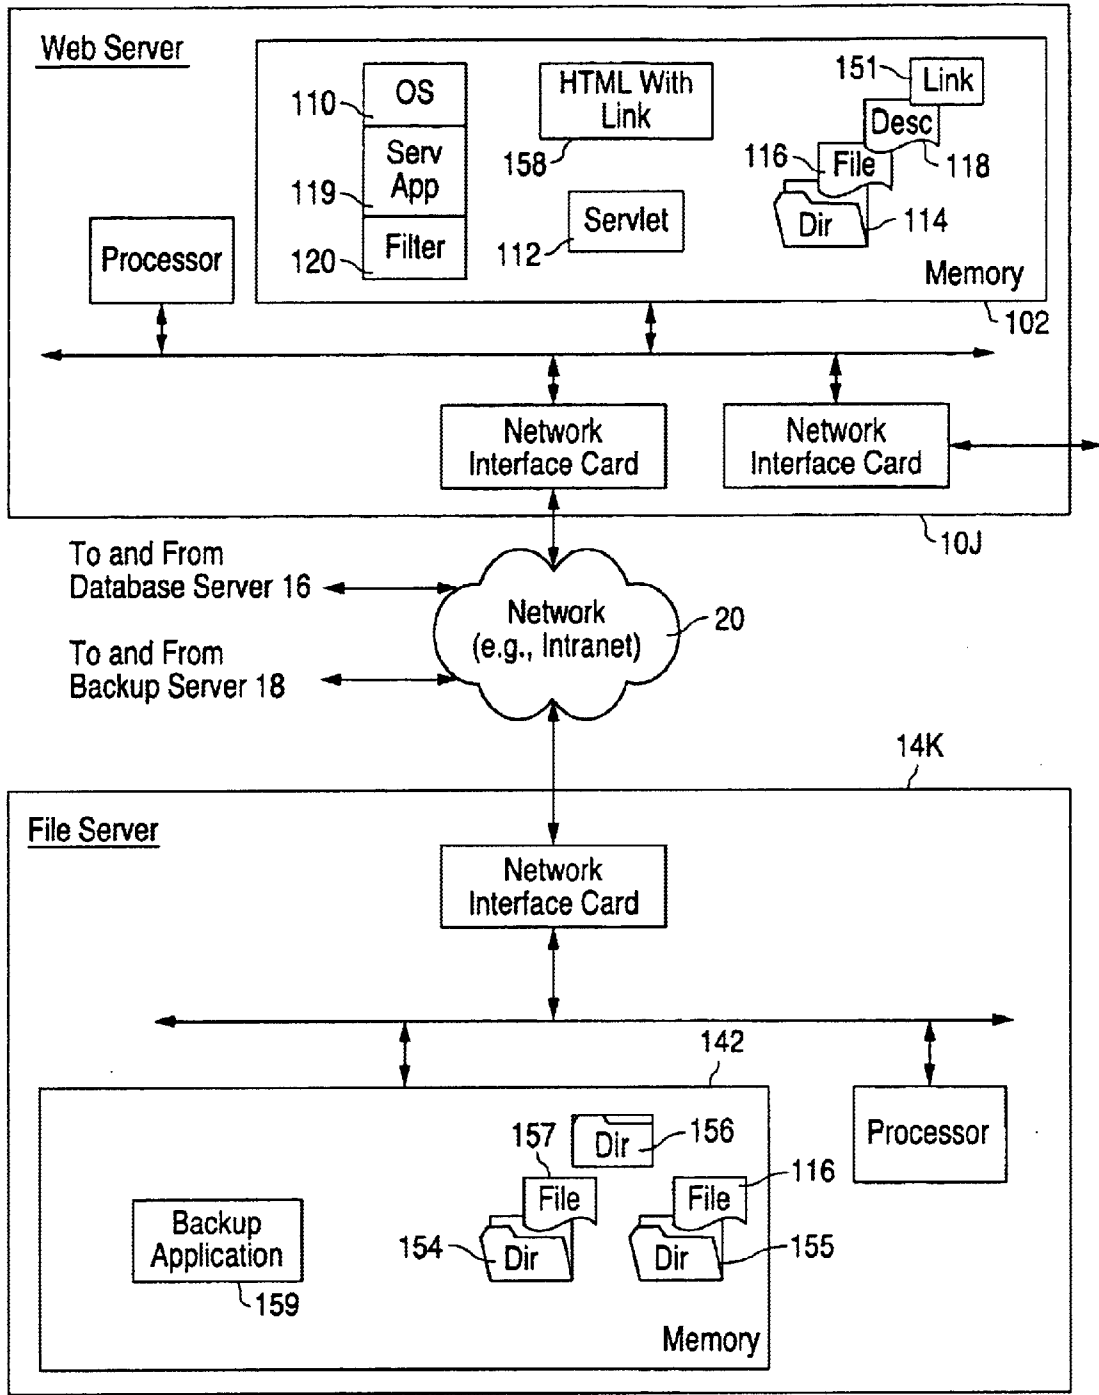 Web Server
OS
110
Serv
App
119
Filter
120
HTML With
Link
158
Servlet
112
151
Link
Desc
118
116
File
Dir
114
Memory
102
Processor
Network
Interface Card
Network
Interface Card
10J
To and From
Database Server 16
To and From
Backup Server 18
Network
(e.g., Intranet)
20
14K
File Server
Network
Interface Card
142
Processor
Dir
156
157
File
154
Dir
116
File
Dir
155
Backup
Application
159
Memory